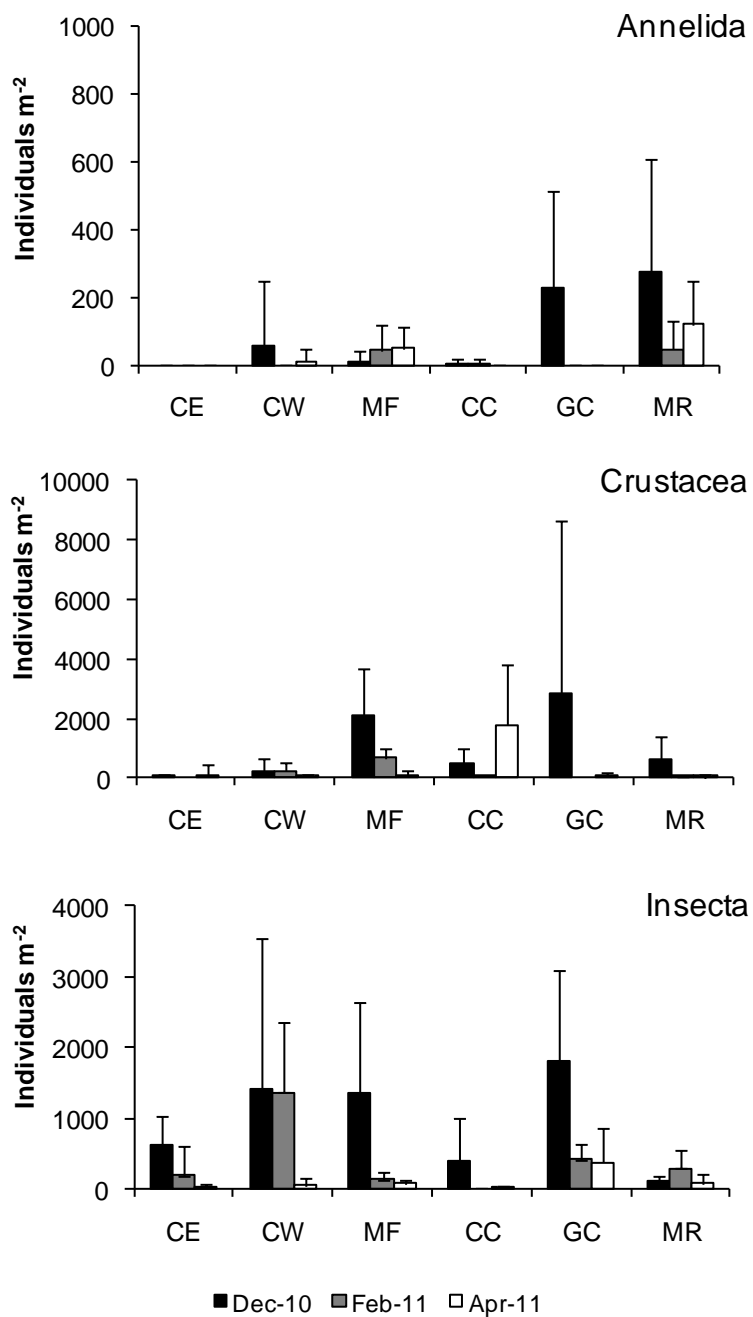 Annelida
Individuals m⁻²
1000
800
600
400
200
0
CE CW MF CC GC MR
Crustacea
Individuals m⁻²
10000
8000
6000
4000
2000
0
CE CW MF CC GC MR
Insecta
Individuals m⁻²
4000
3000
2000
1000
0
CE CW MF CC GC MR
Dec-10 Feb-11 Apr-11